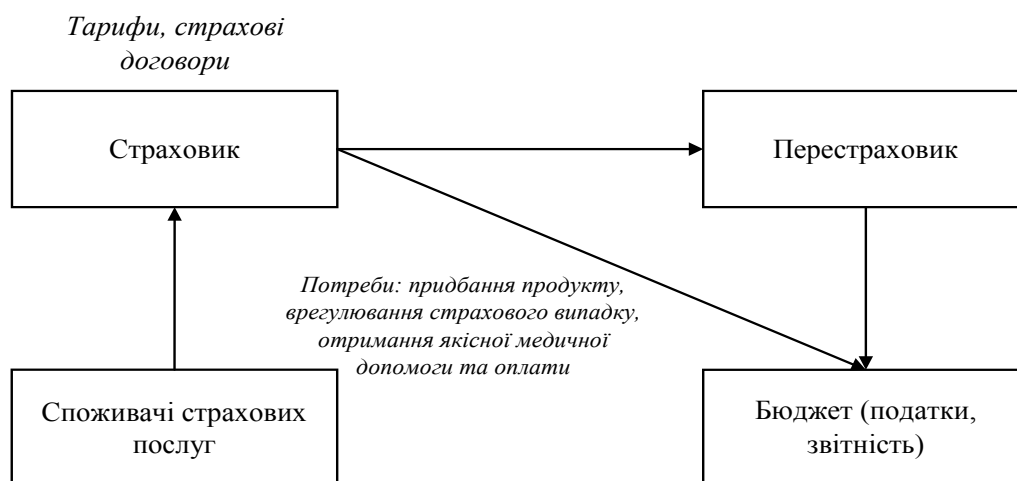 Тарифи, страхові
договори
Страховик
Перестраховик
Потреби: придбання продукту,
врегулювання страхового випадку,
отримання якісної медичної
допомоги та оплати
Споживачі страхових
послуг
Бюджет (податки,
звітність)